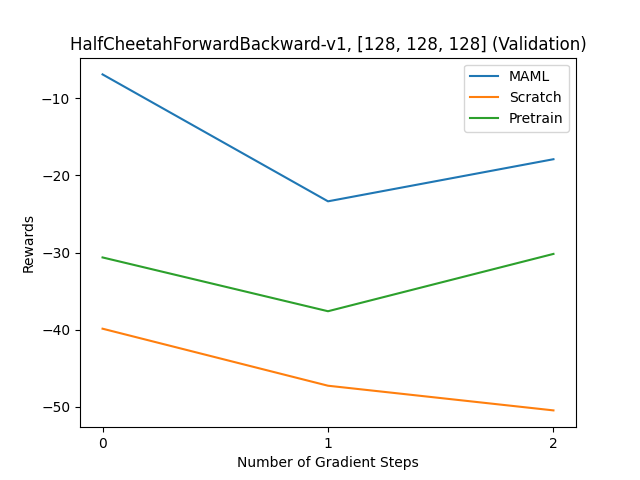 HalfCheetahForwardBackward-v1, [128, 128, 128] (Validation)
MAML
Scratch
Pretrain
Rewards
−10
−20
−30
−40
−50
0
1
2
Number of Gradient Steps